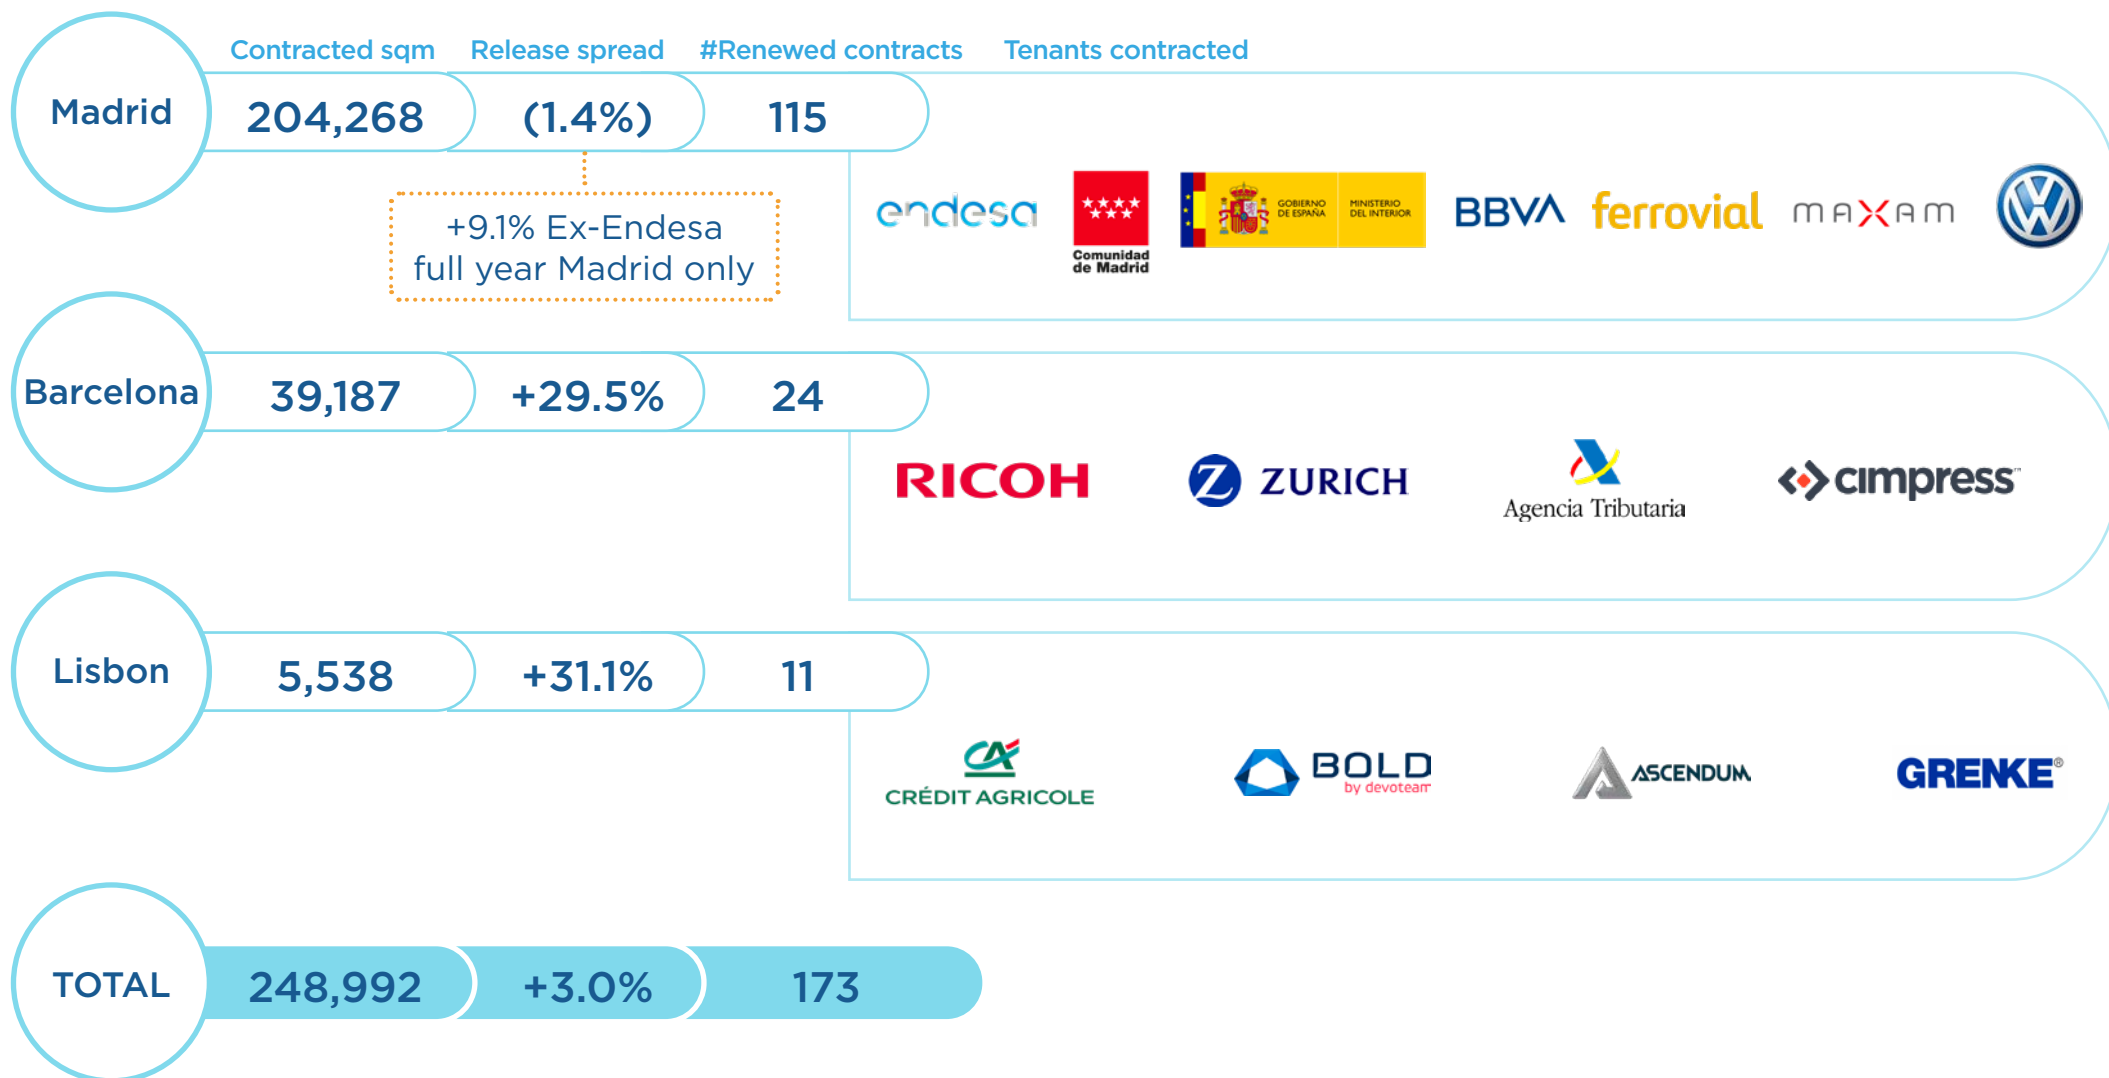 Contracted sqm Release spread #Renewed contracts Tenants contracted
Madrid 204,268 (1.4%) 115
+9.1% Ex-Endesa
full year Madrid only
endesa
Comunidad
de Madrid
GOBIERNO
DE ESPAÑA
MINISTERIO
DEL INTERIOR
BBVA
ferrovial
MAXAM
VW
Barcelona 39,187 +29.5% 24
RICOH
Z ZURICH
Agencia Tributaria
cimpress™
Lisbon 5,538 +31.1% 11
CA
CRÉDIT AGRICOLE
BOLD
by devoteam
ASCENDUM
GRENKE®
TOTAL 248,992 +3.0% 173